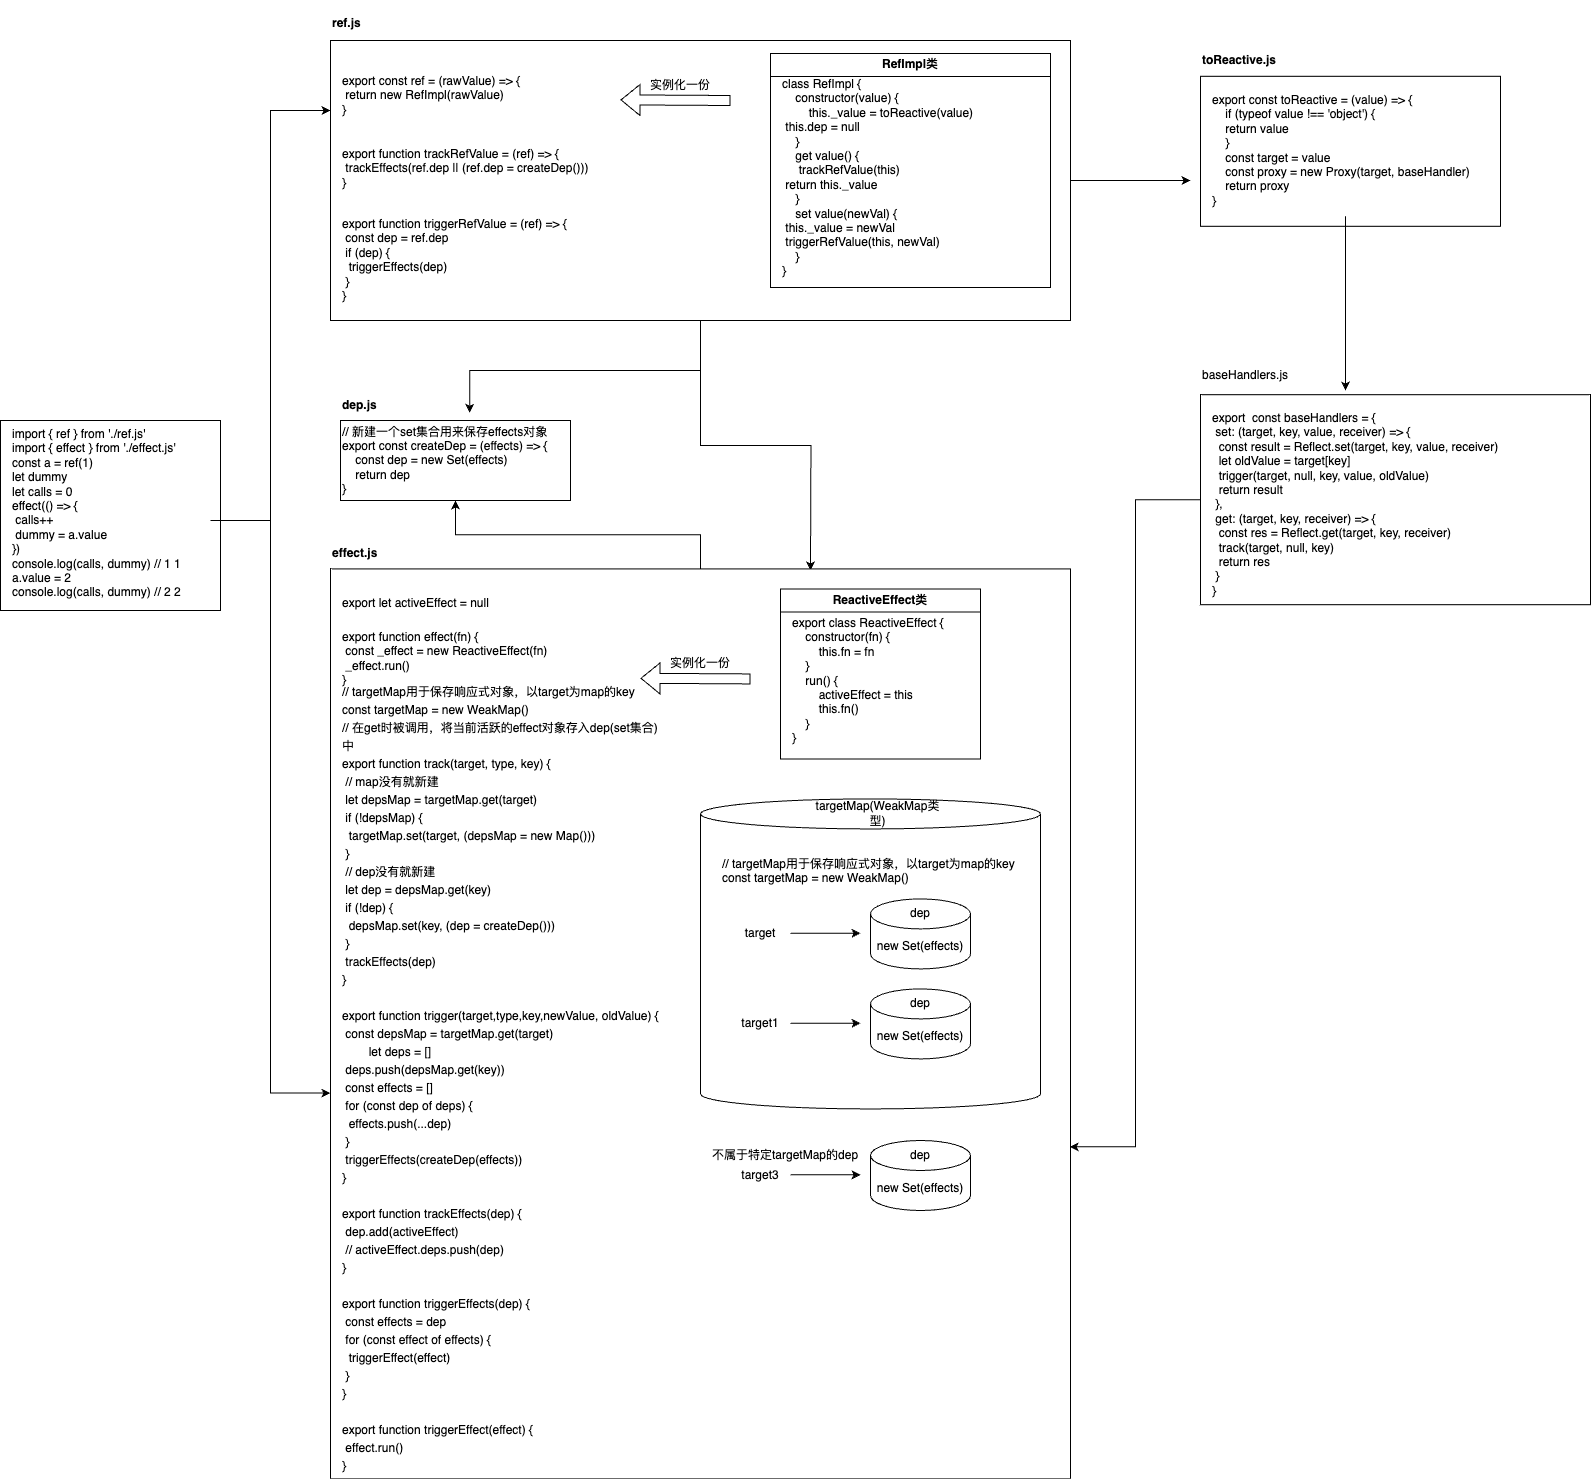 ref.js
export const ref = (rawValue) => {
return new RefImpl(rawValue)
}
export function trackRefValue = (ref) => {
trackEffects(ref.dep || (ref.dep = createDep()))
}
export function triggerRefValue = (ref) => {
const dep = ref.dep
if (dep) {
triggerEffects(dep)
}
}
实例化一份
RefImpl类
class RefImpl {
constructor(value) {
this._value = toReactive(value)
this.dep = null
}
get value() {
trackRefValue(this)
return this._value
}
set value(newVal) {
this._value = newVal
triggerRefValue(this, newVal)
}
}
toReactive.js
export const toReactive = (value) => {
if (typeof value !== 'object') {
return value
}
const target = value
const proxy = new Proxy(target, baseHandler)
return proxy
}
baseHandlers.js
export  const baseHandlers = {
set: (target, key, value, receiver) => {
const result = Reflect.set(target, key, value, receiver)
let oldValue = target[key]
trigger(target, null, key, value, oldValue)
return result
},
get: (target, key, receiver) => {
const res = Reflect.get(target, key, receiver)
track(target, null, key)
return res
}
}
import { ref } from './ref.js'
import { effect } from './effect.js'
const a = ref(1)
let dummy
let calls = 0
effect(() => {
calls++
dummy = a.value
})
console.log(calls, dummy) // 1 1
a.value = 2
console.log(calls, dummy) // 2 2
dep.js
// 新建一个set集合用来保存effects对象
export const createDep = (effects) => {
const dep = new Set(effects)
return dep
}
effect.js
export let activeEffect = null
export function effect(fn) {
const _effect = new ReactiveEffect(fn)
_effect.run()
}
// targetMap用于保存响应式对象，以target为map的key
const targetMap = new WeakMap()
// 在get时被调用，将当前活跃的effect对象存入dep(set集合)
中
export function track(target, type, key) {
// map没有就新建
let depsMap = targetMap.get(target)
if (!depsMap) {
targetMap.set(target, (depsMap = new Map()))
}
// dep没有就新建
let dep = depsMap.get(key)
if (!dep) {
depsMap.set(key, (dep = createDep()))
}
trackEffects(dep)
}
export function trigger(target,type,key,newValue, oldValue) {
const depsMap = targetMap.get(target)
let deps = []
deps.push(depsMap.get(key))
const effects = []
for (const dep of deps) {
effects.push(...dep)
}
triggerEffects(createDep(effects))
}
export function trackEffects(dep) {
dep.add(activeEffect)
// activeEffect.deps.push(dep)
}
export function triggerEffects(dep) {
const effects = dep
for (const effect of effects) {
triggerEffect(effect)
}
}
export function triggerEffect(effect) {
effect.run()
}
实例化一份
ReactiveEffect类
export class ReactiveEffect {
constructor(fn) {
this.fn = fn
}
run() {
activeEffect = this
this.fn()
}
}
targetMap(WeakMap类
型)
// targetMap用于保存响应式对象，以target为map的key
const targetMap = new WeakMap()
dep
target
new Set(effects)
dep
target1
new Set(effects)
不属于特定targetMap的dep
dep
target3
new Set(effects)